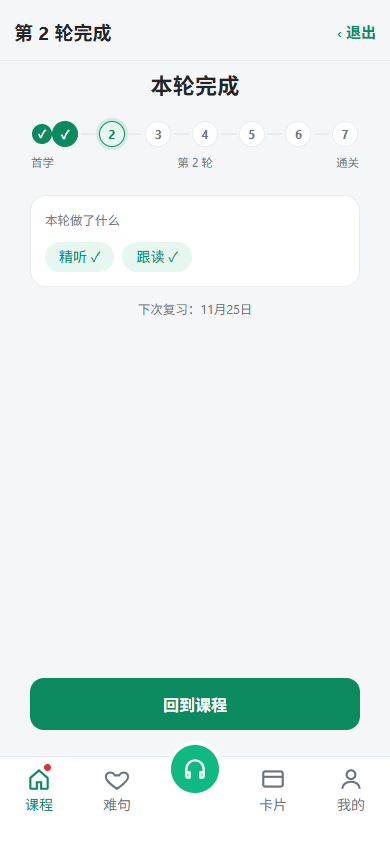 第 2 轮完成
‹ 退出
本轮完成
✓ ✓ 2 3 4 5 6 7
首学 第 2 轮 通关
本轮做了什么
精听 ✓ 跟读 ✓
下次复习：11月25日
回到课程
课程 难句 卡片 我的